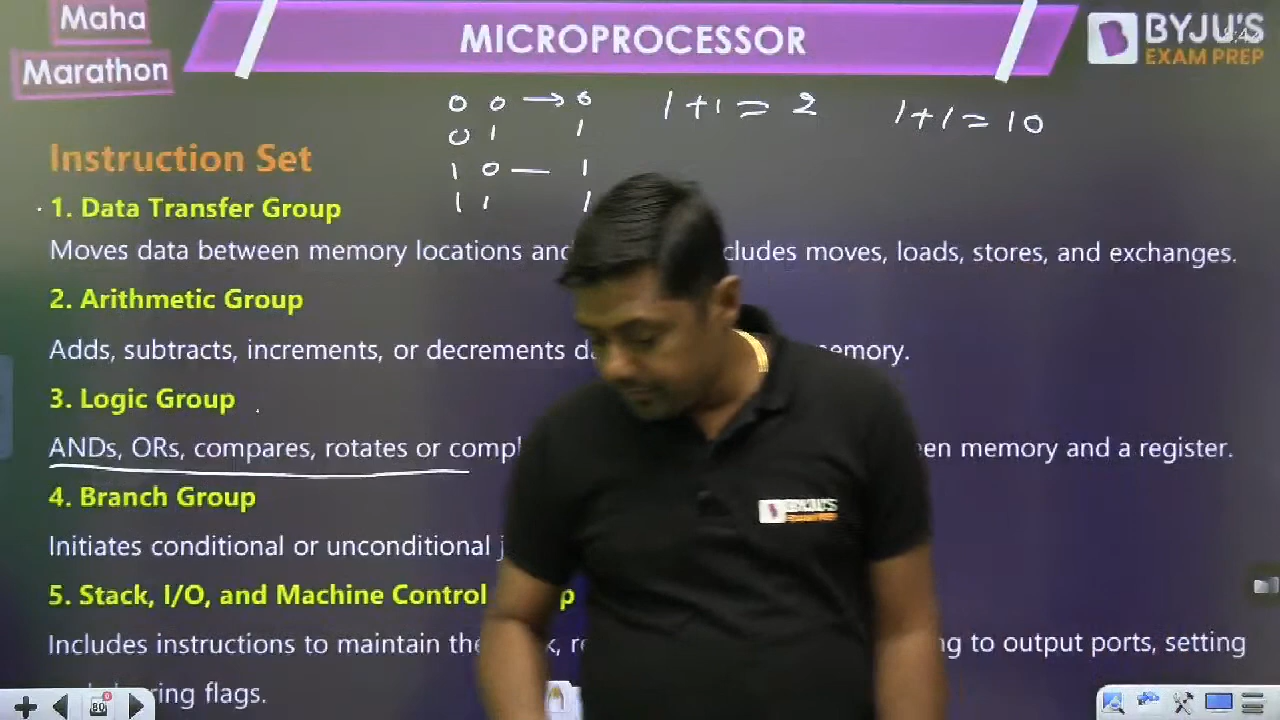 Maha
Marathon
MICROPROCESSOR
BYJU'S
EXAM PREP
0 0 → 0
0 1 1
1 0 — 1
1 1 1
1+1=2
1+1=10
Instruction Set
1. Data Transfer Group
Moves data between memory locations and cludes moves, loads, stores, and exchanges.
2. Arithmetic Group
Adds, subtracts, increments, or decrements da emory.
3. Logic Group
ANDs, ORs, compares, rotates or compl en memory and a register.
4. Branch Group
Initiates conditional or unconditional j
5. Stack, I/O, and Machine Control p
Includes instructions to maintain the k, re ng to output ports, setting
ring flags.
BYJU'S
80